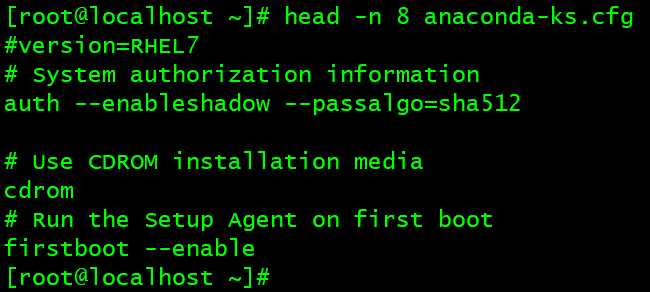 [root@localhost ~]# head -n 8 anaconda-ks.cfg
#version=RHEL7
# System authorization information
auth --enableshadow --passalgo=sha512

# Use CDROM installation media
cdrom
# Run the Setup Agent on first boot
firstboot --enable
[root@localhost ~]#